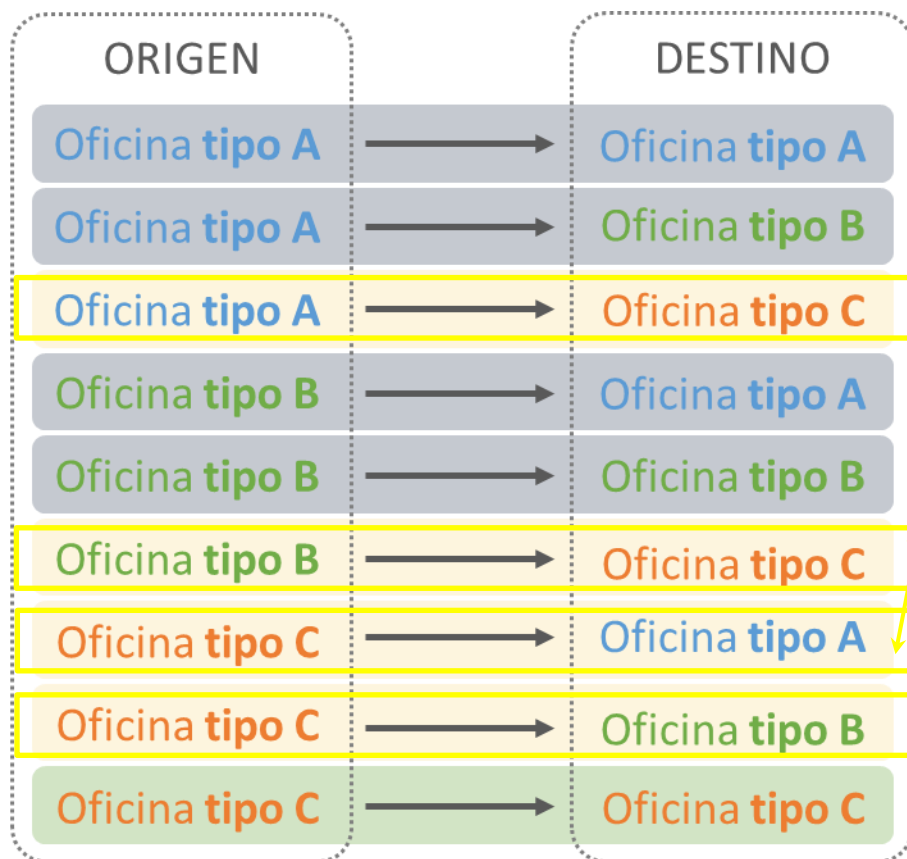 ORIGEN DESTINO
Oficina tipo A Oficina tipo A
Oficina tipo A Oficina tipo B
Oficina tipo A Oficina tipo C
Oficina tipo B Oficina tipo A
Oficina tipo B Oficina tipo B
Oficina tipo B Oficina tipo C
Oficina tipo C Oficina tipo A
Oficina tipo C Oficina tipo B
Oficina tipo C Oficina tipo C